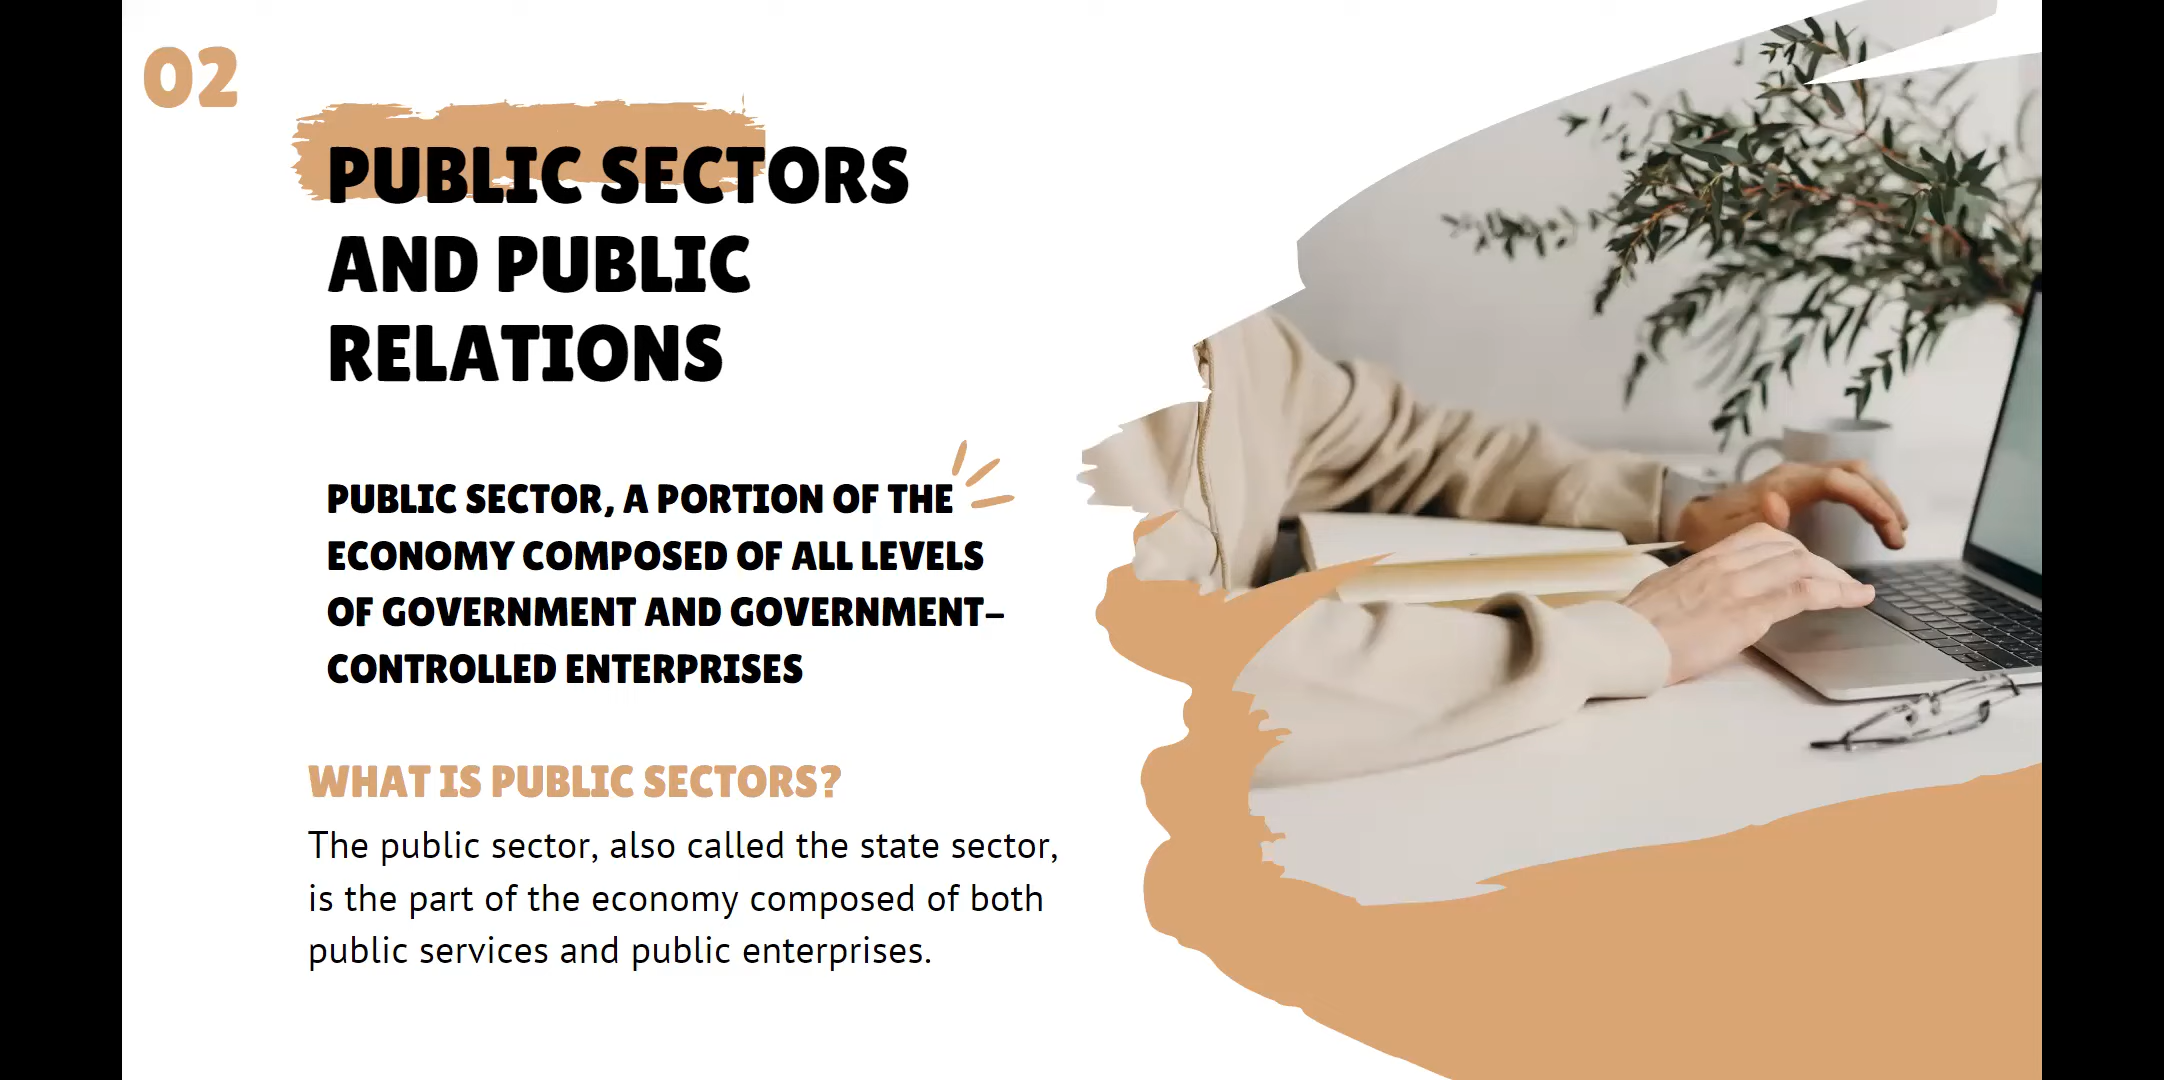 02
PUBLIC SECTORS
AND PUBLIC
RELATIONS
PUBLIC SECTOR, A PORTION OF THE
ECONOMY COMPOSED OF ALL LEVELS
OF GOVERNMENT AND GOVERNMENT-
CONTROLLED ENTERPRISES
WHAT IS PUBLIC SECTORS?
The public sector, also called the state sector,
is the part of the economy composed of both
public services and public enterprises.